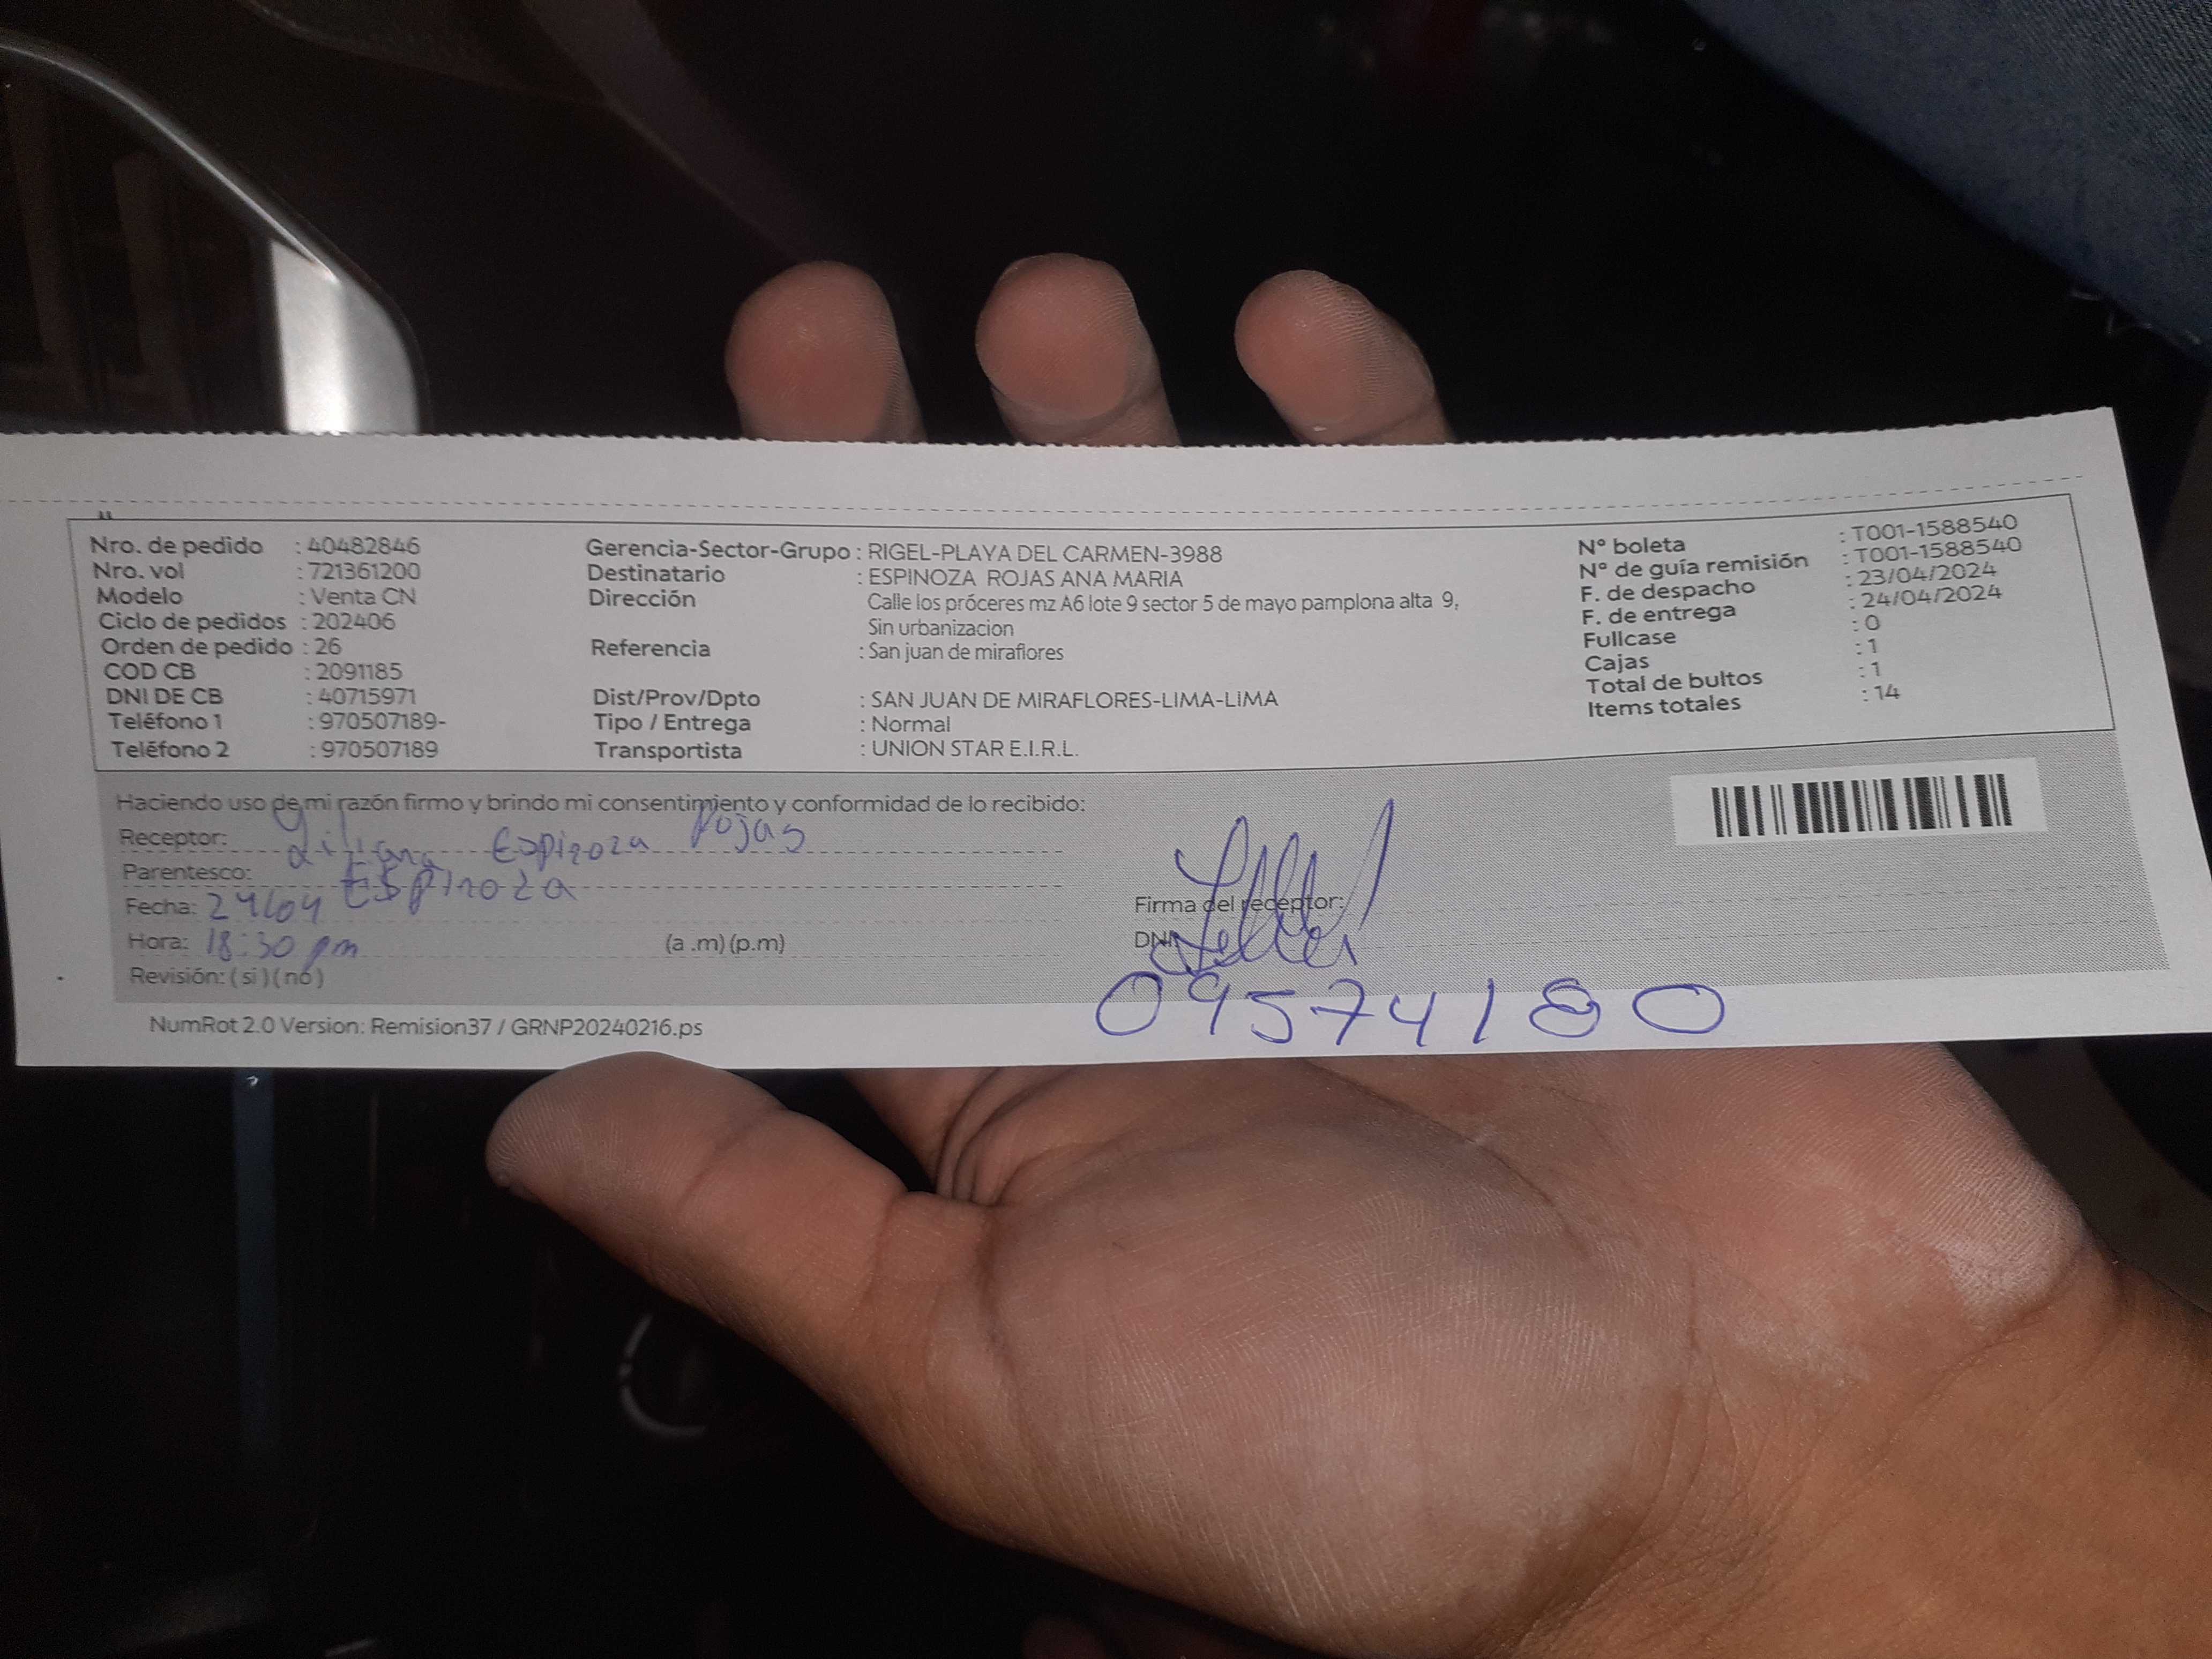 Nro. de pedido : 40482846
Nro. vol : 721361200
Modelo : Venta CN
Ciclo de pedidos : 202406
Orden de pedido : 26
COD CB : 2091185
DNI DE CB : 40715971
Teléfono 1 : 970507189-
Teléfono 2 : 970507189
Gerencia-Sector-Grupo : RIGEL-PLAYA DEL CARMEN-3988
Destinatario : ESPINOZA ROJAS ANA MARIA
Dirección Calle los próceres mz A6 lote 9 sector 5 de mayo pamplona alta 9,
Sin urbanizacion
Referencia : San juan de miraflores
Dist/Prov/Dpto : SAN JUAN DE MIRAFLORES-LIMA-LIMA
Tipo / Entrega : Normal
Transportista : UNION STAR E.I.R.L.
N° boleta : T001-1588540
N° de guía remisión : T001-1588540
F. de despacho : 23/04/2024
F. de entrega : 24/04/2024
Fullcase : 0
Cajas : 1
Total de bultos : 1
Items totales : 14
Haciendo uso de mi razón firmo y brindo mi consentimiento y conformidad de lo recibido:
Receptor: Liliana Espinoza Rojas
Parentesco: Espinoza
Fecha: 24/04
Hora: 18:30 pm (a .m) (p.m)
Revisión: ( si ) ( no )
Firma del receptor:
DNI:
09574180
NumRot 2.0 Version: Remision37 / GRNP20240216.ps